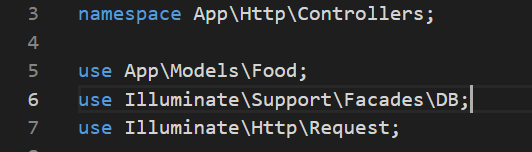 3 namespace App\Http\Controllers;
4
5 use App\Models\Food;
6 use Illuminate\Support\Facades\DB;
7 use Illuminate\Http\Request;